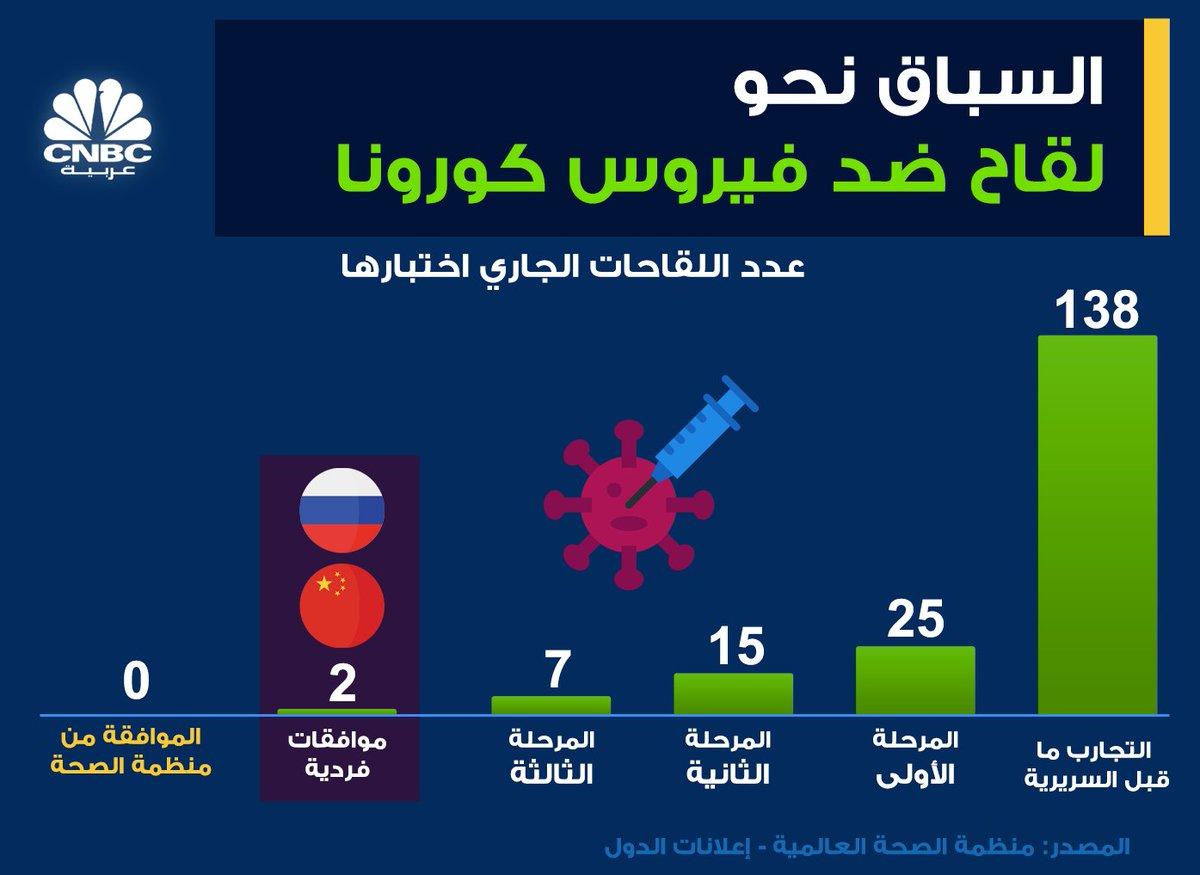 السباق نحو
لقاح ضد فيروس كورونا
CNBC
عربية
عدد اللقاحات الجاري اختبارها
138
التجارب ما
قبل السريرية
25
المرحلة
الأولى
15
المرحلة
الثانية
7
المرحلة
الثالثة
2
موافقات
فردية
0
الموافقة من
منظمة الصحة
المصدر: منظمة الصحة العالمية - إعلانات الدول